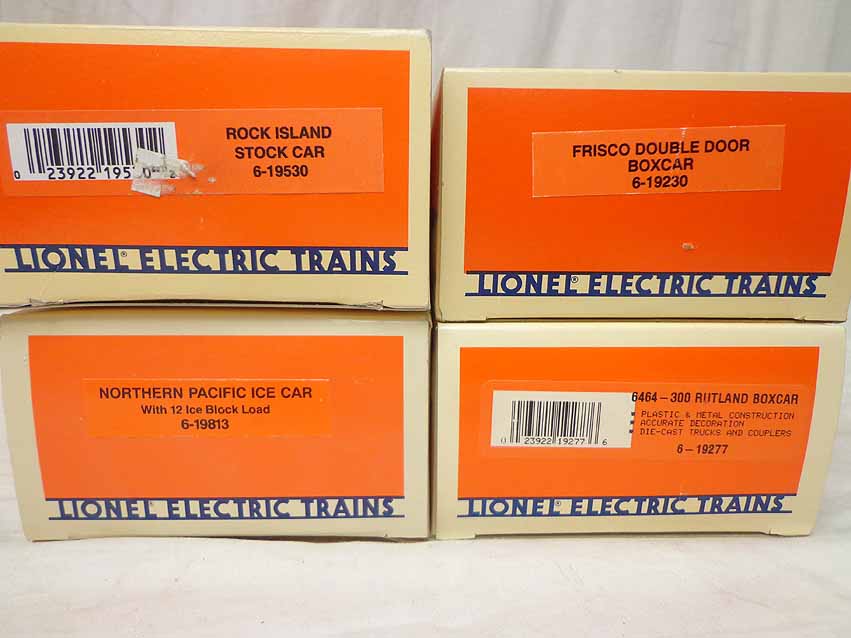 ROCK ISLAND
STOCK CAR
6-19530
0 23922 195 0 2
LIONEL® ELECTRIC TRAINS
FRISCO DOUBLE DOOR
BOXCAR
6-19230
LIONEL® ELECTRIC TRAINS
NORTHERN PACIFIC ICE CAR
With 12 Ice Block Load
6-19813
LIONEL® ELECTRIC TRAINS
6464-300 RUTLAND BOXCAR
PLASTIC & METAL CONSTRUCTION
ACCURATE DECORATION
DIE-CAST TRUCKS AND COUPLERS
0 23922 19277 6
6-19277
LIONEL® ELECTRIC TRAINS